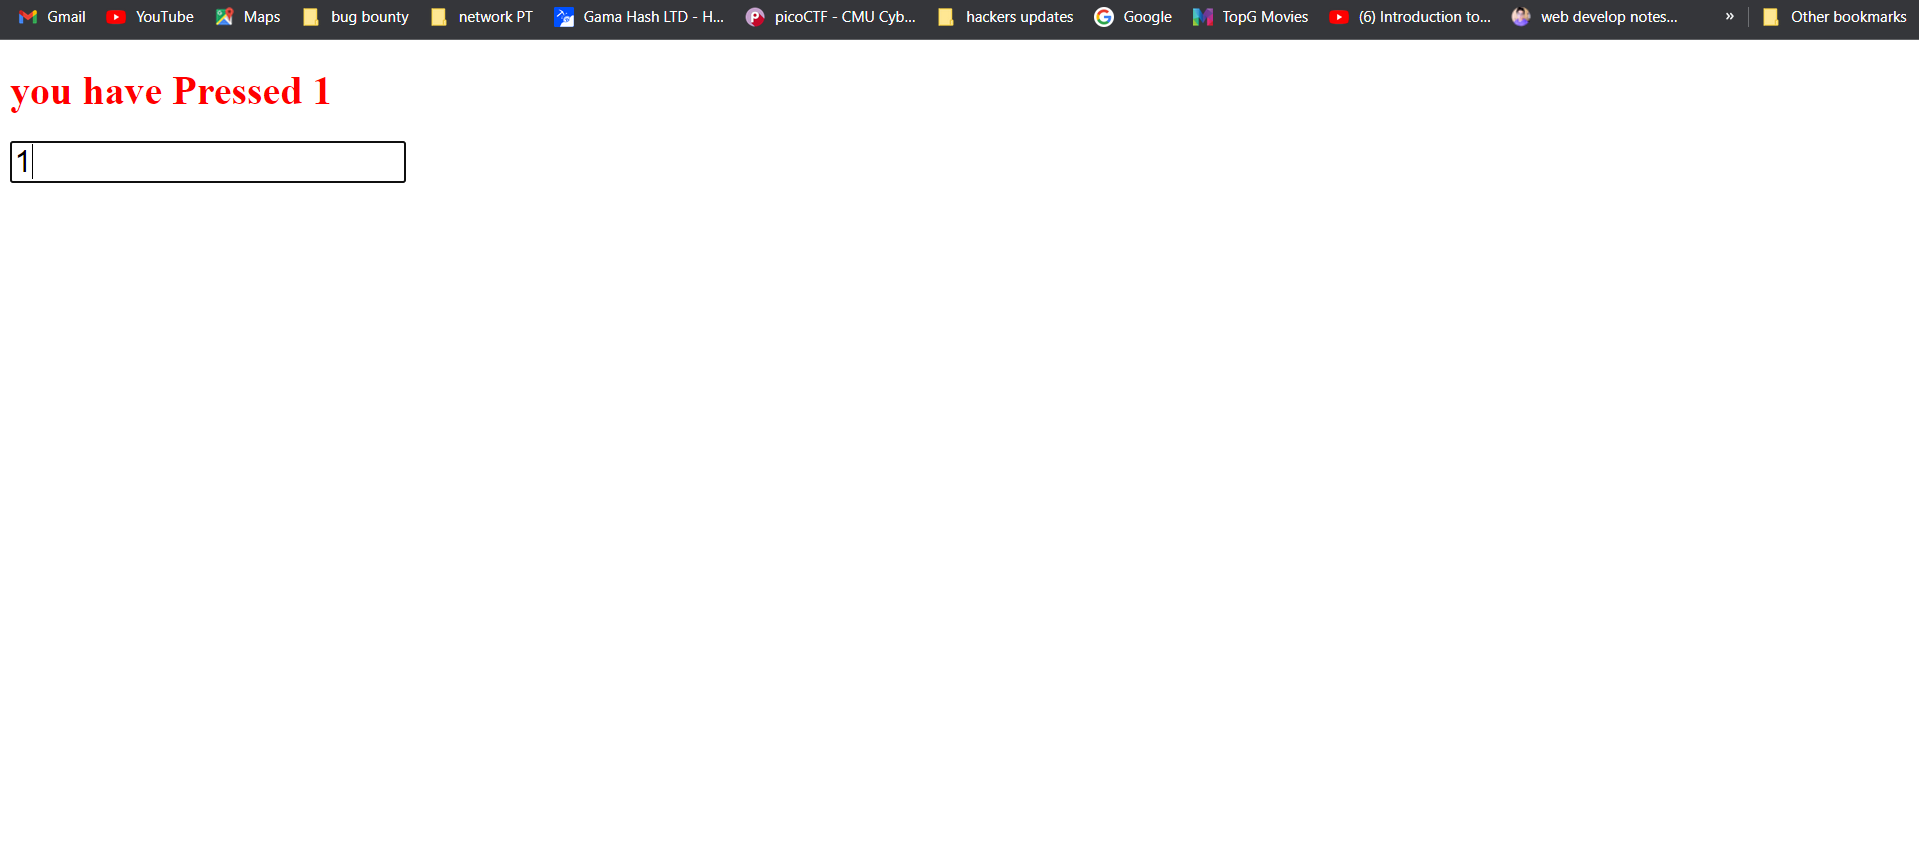 Gmail YouTube Maps bug bounty network PT Gama Hash LTD - H... picoCTF - CMU Cyb... hackers updates Google TopG Movies (6) Introduction to... web develop notes... » Other bookmarks
you have Pressed 1
1